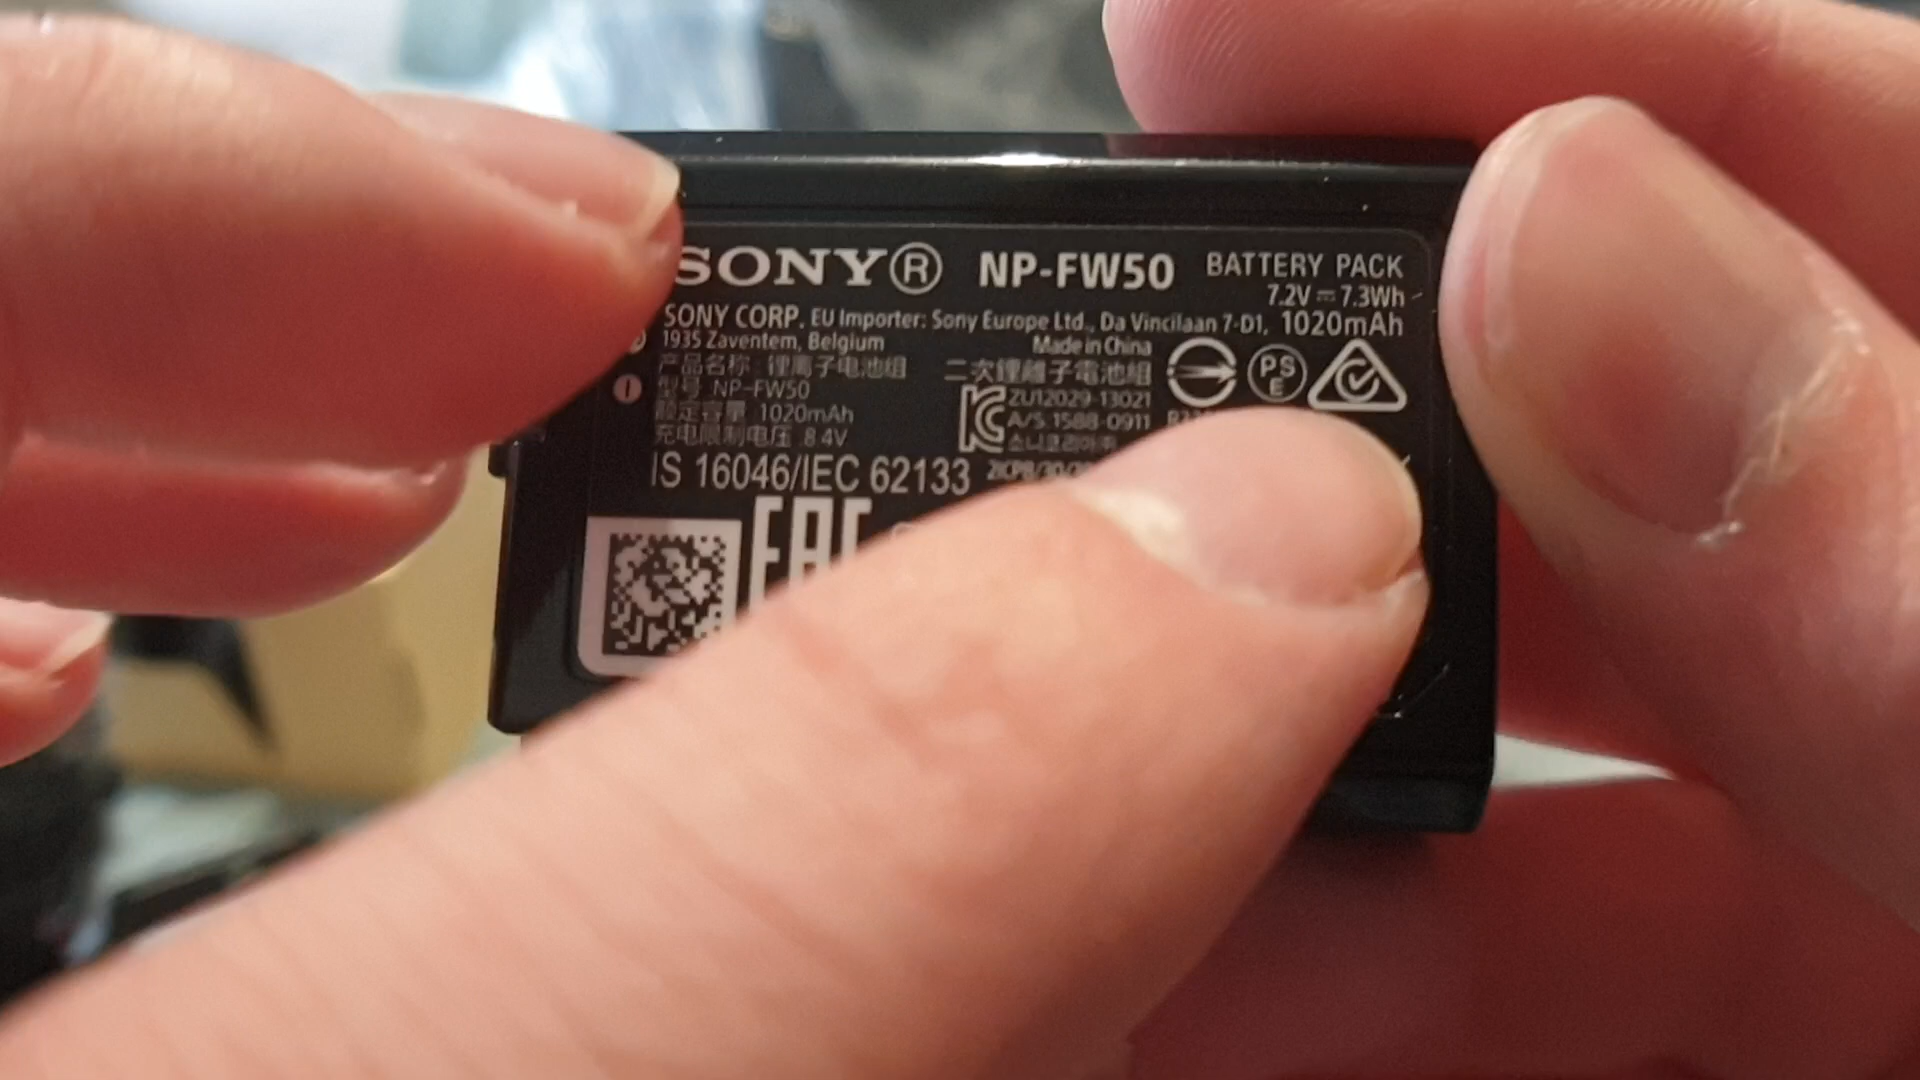 SONY® NP-FW50 BATTERY PACK
7.2V⎓7.3Wh
SONY CORP. EU Importer: Sony Europe Ltd., Da Vincilaan 7-D1, 1020mAh
1935 Zaventem, Belgium Made in China
产品名称: 锂离子电池组 二次鋰離子電池組
型号 NP-FW50 ZU12029-13021
额定容量 1020mAh A/S 1588-0911
充电限制电压 8.4V 소니코리아㈜
IS 16046/IEC 62133
EAC
PS
E